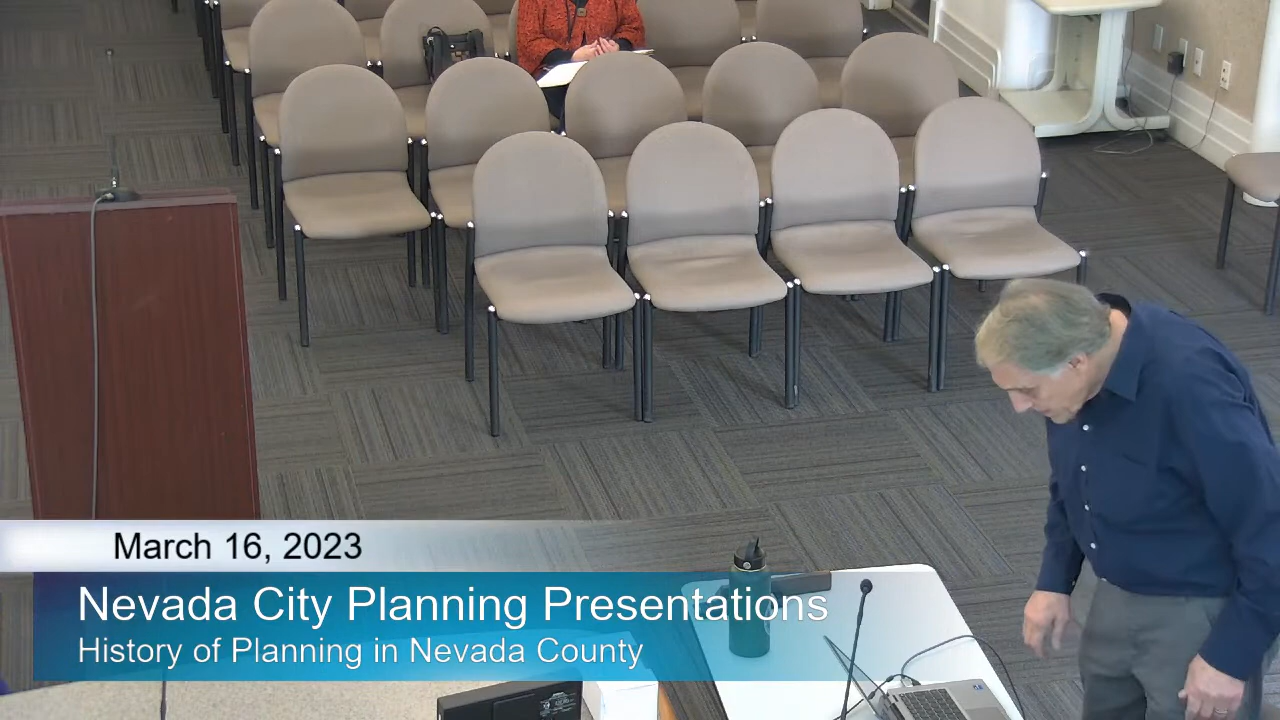 March 16, 2023
Nevada City Planning Presentations
History of Planning in Nevada County